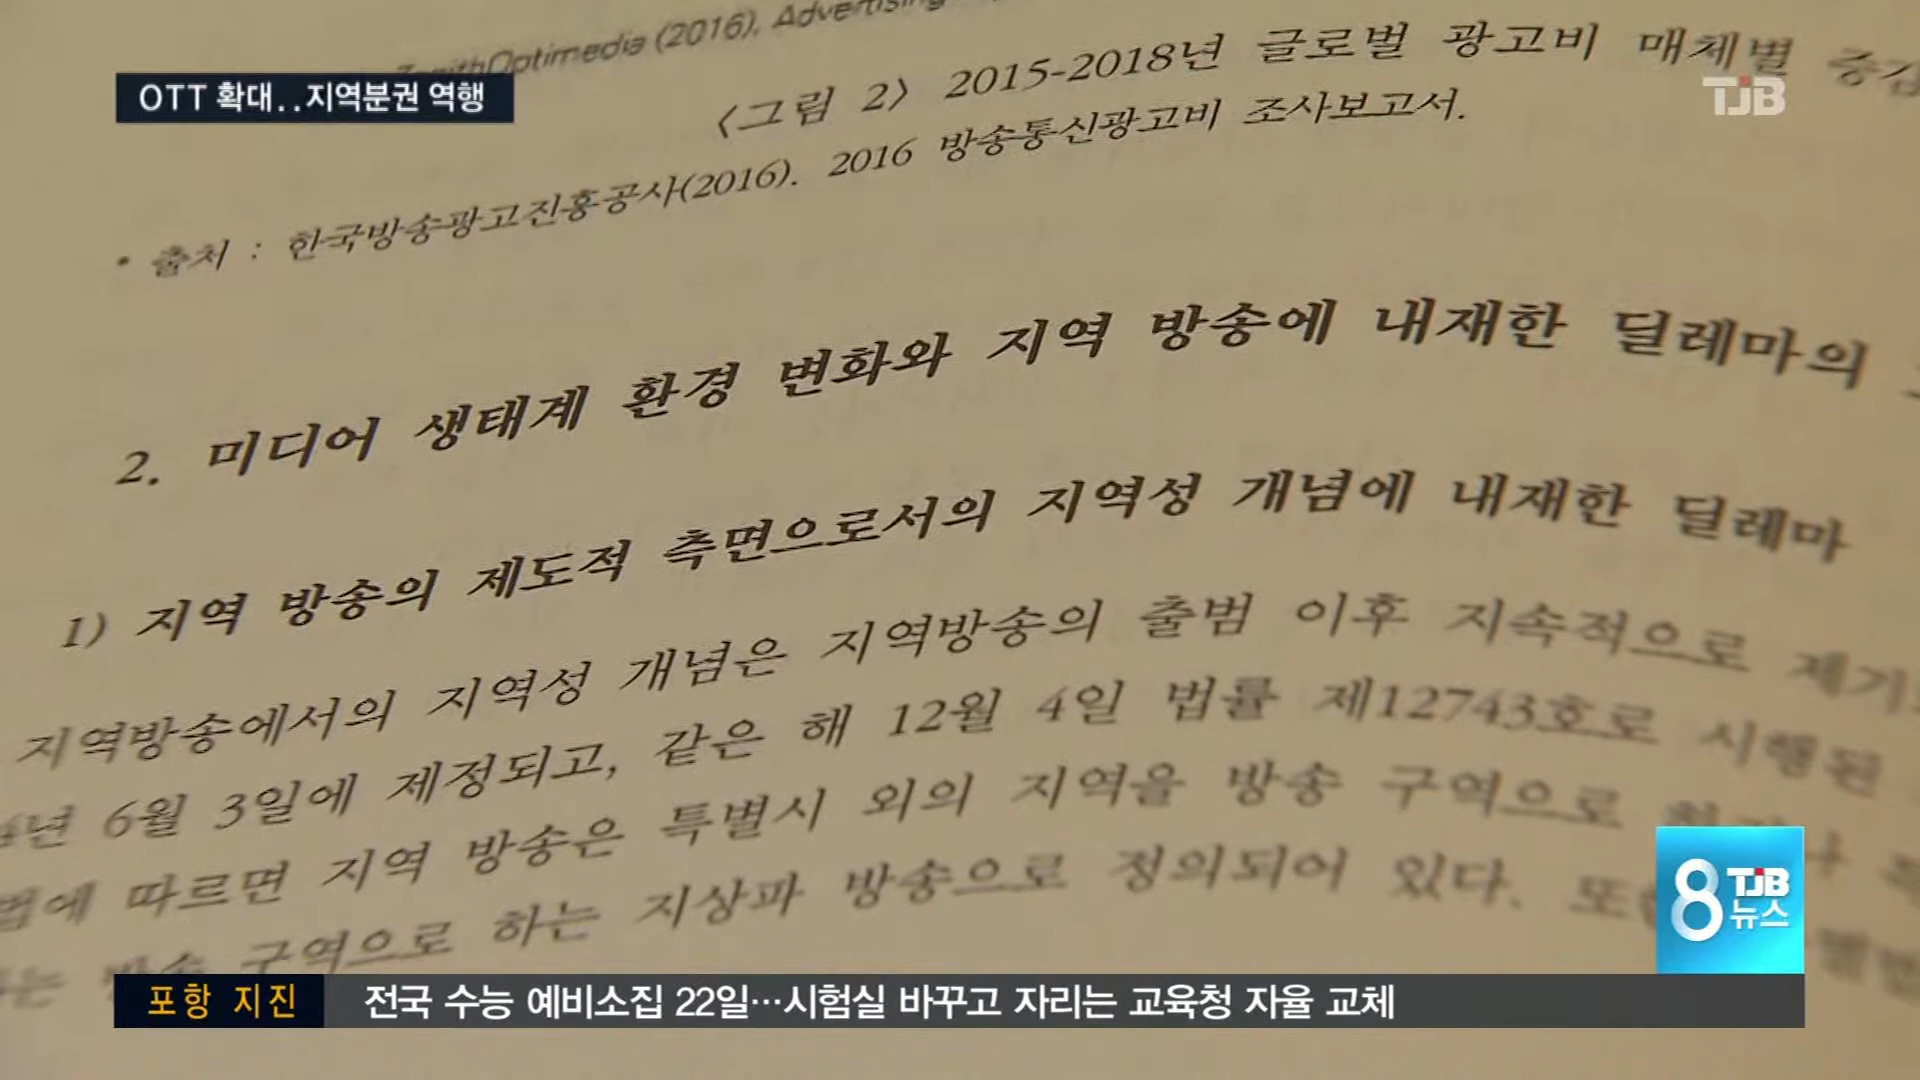 ZenithOptimedia (2016), Advertising
OTT 확대..지역분권 역행
TJB
<그림 2> 2015-2018년 글로벌 광고비 매체별 증감
* 출처 : 한국방송광고진흥공사(2016). 2016 방송통신광고비 조사보고서.
2. 미디어 생태계 환경 변화와 지역 방송에 내재한 딜레마의
1) 지역 방송의 제도적 측면으로서의 지역성 개념에 내재한 딜레마
지역방송에서의 지역성 개념은 지역방송의 출범 이후 지속적으로 제기
4년 6월 3일에 제정되고, 같은 해 12월 4일 법률 제12743호로 시행된
법에 따르면 지역 방송은 특별시 외의 지역을 방송 구역으로
는 방송 구역으로 하는 지상파 방송으로 정의되어 있다. 또한
8 TJB
뉴스
포항 지진 전국 수능 예비소집 22일…시험실 바꾸고 자리는 교육청 자율 교체